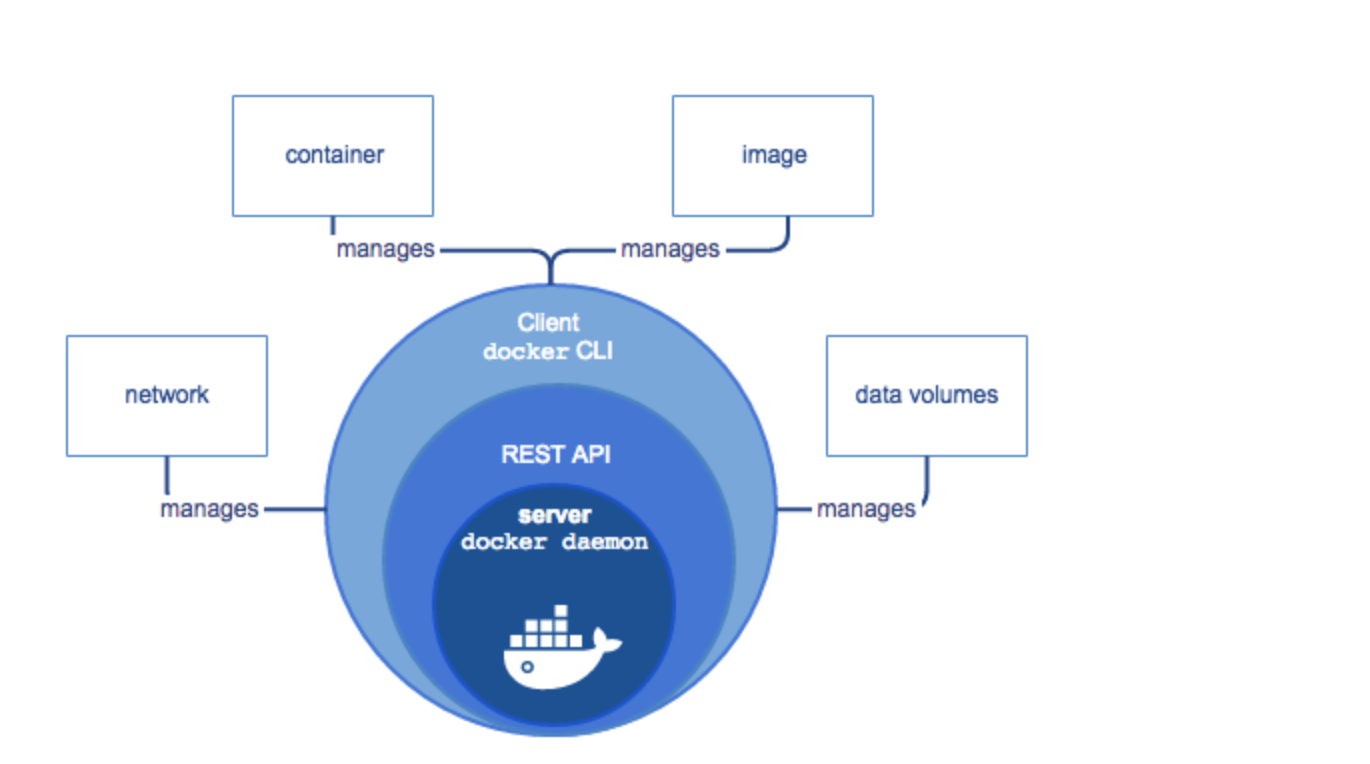 container
image
manages
manages
Client
docker CLI
network
data volumes
REST API
manages
manages
server
docker daemon